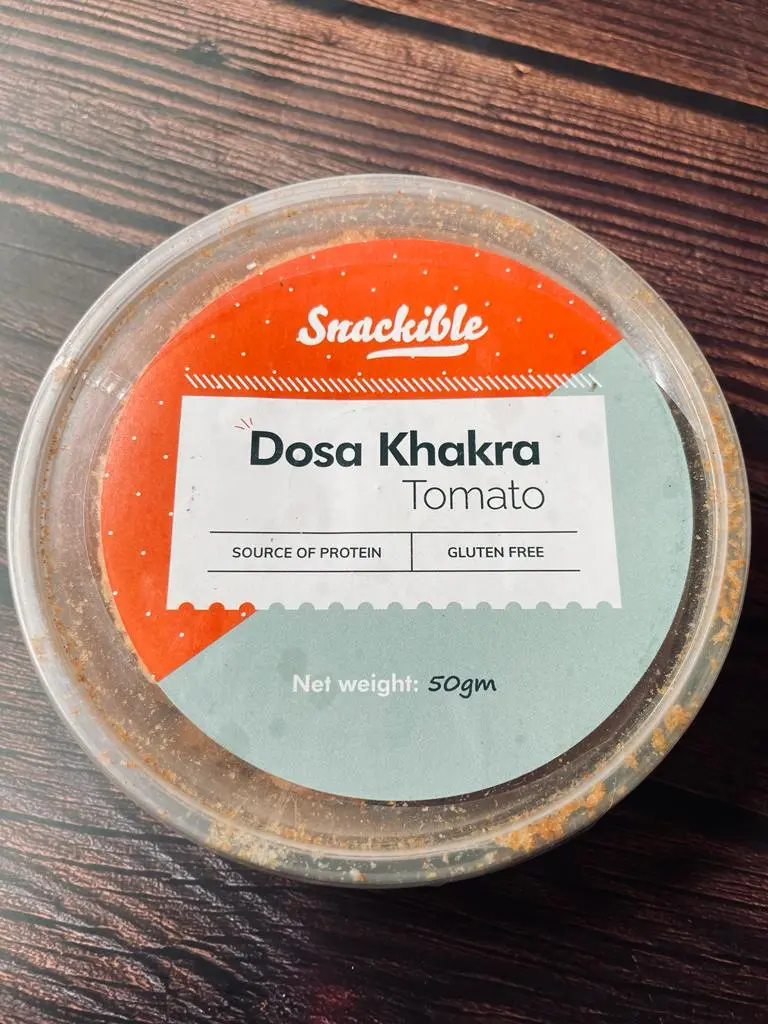 Snackible
Dosa Khakra
Tomato
SOURCE OF PROTEIN GLUTEN FREE
Net weight: 50gm